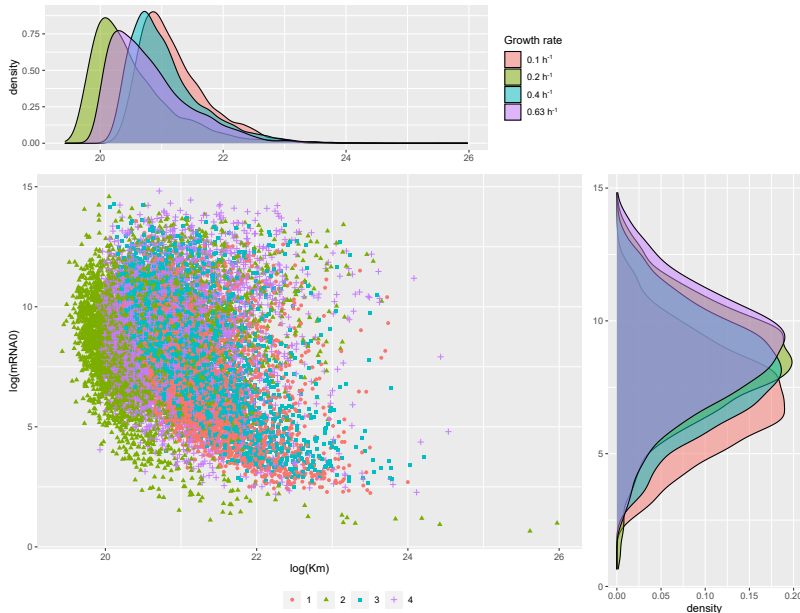 density
0.75
0.50
0.25
0.00
20 22 24 26
Growth rate
0.1 h⁻¹
0.2 h⁻¹
0.4 h⁻¹
0.63 h⁻¹
log(mRNA0)
15
10
5
0
20 22 24 26
log(Km)
1 2 3 4
15
10
5
0
0.00 0.05 0.10 0.15 0.20
density